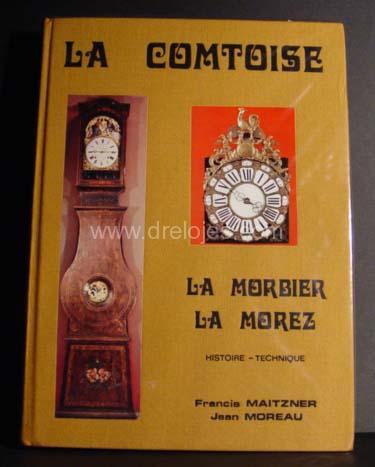 LA COMTOISE
www.drelojes.com
LA MORBIER
LA MOREZ
HISTOIRE - TECHNIQUE
Francis MAITZNER
Jean MOREAU